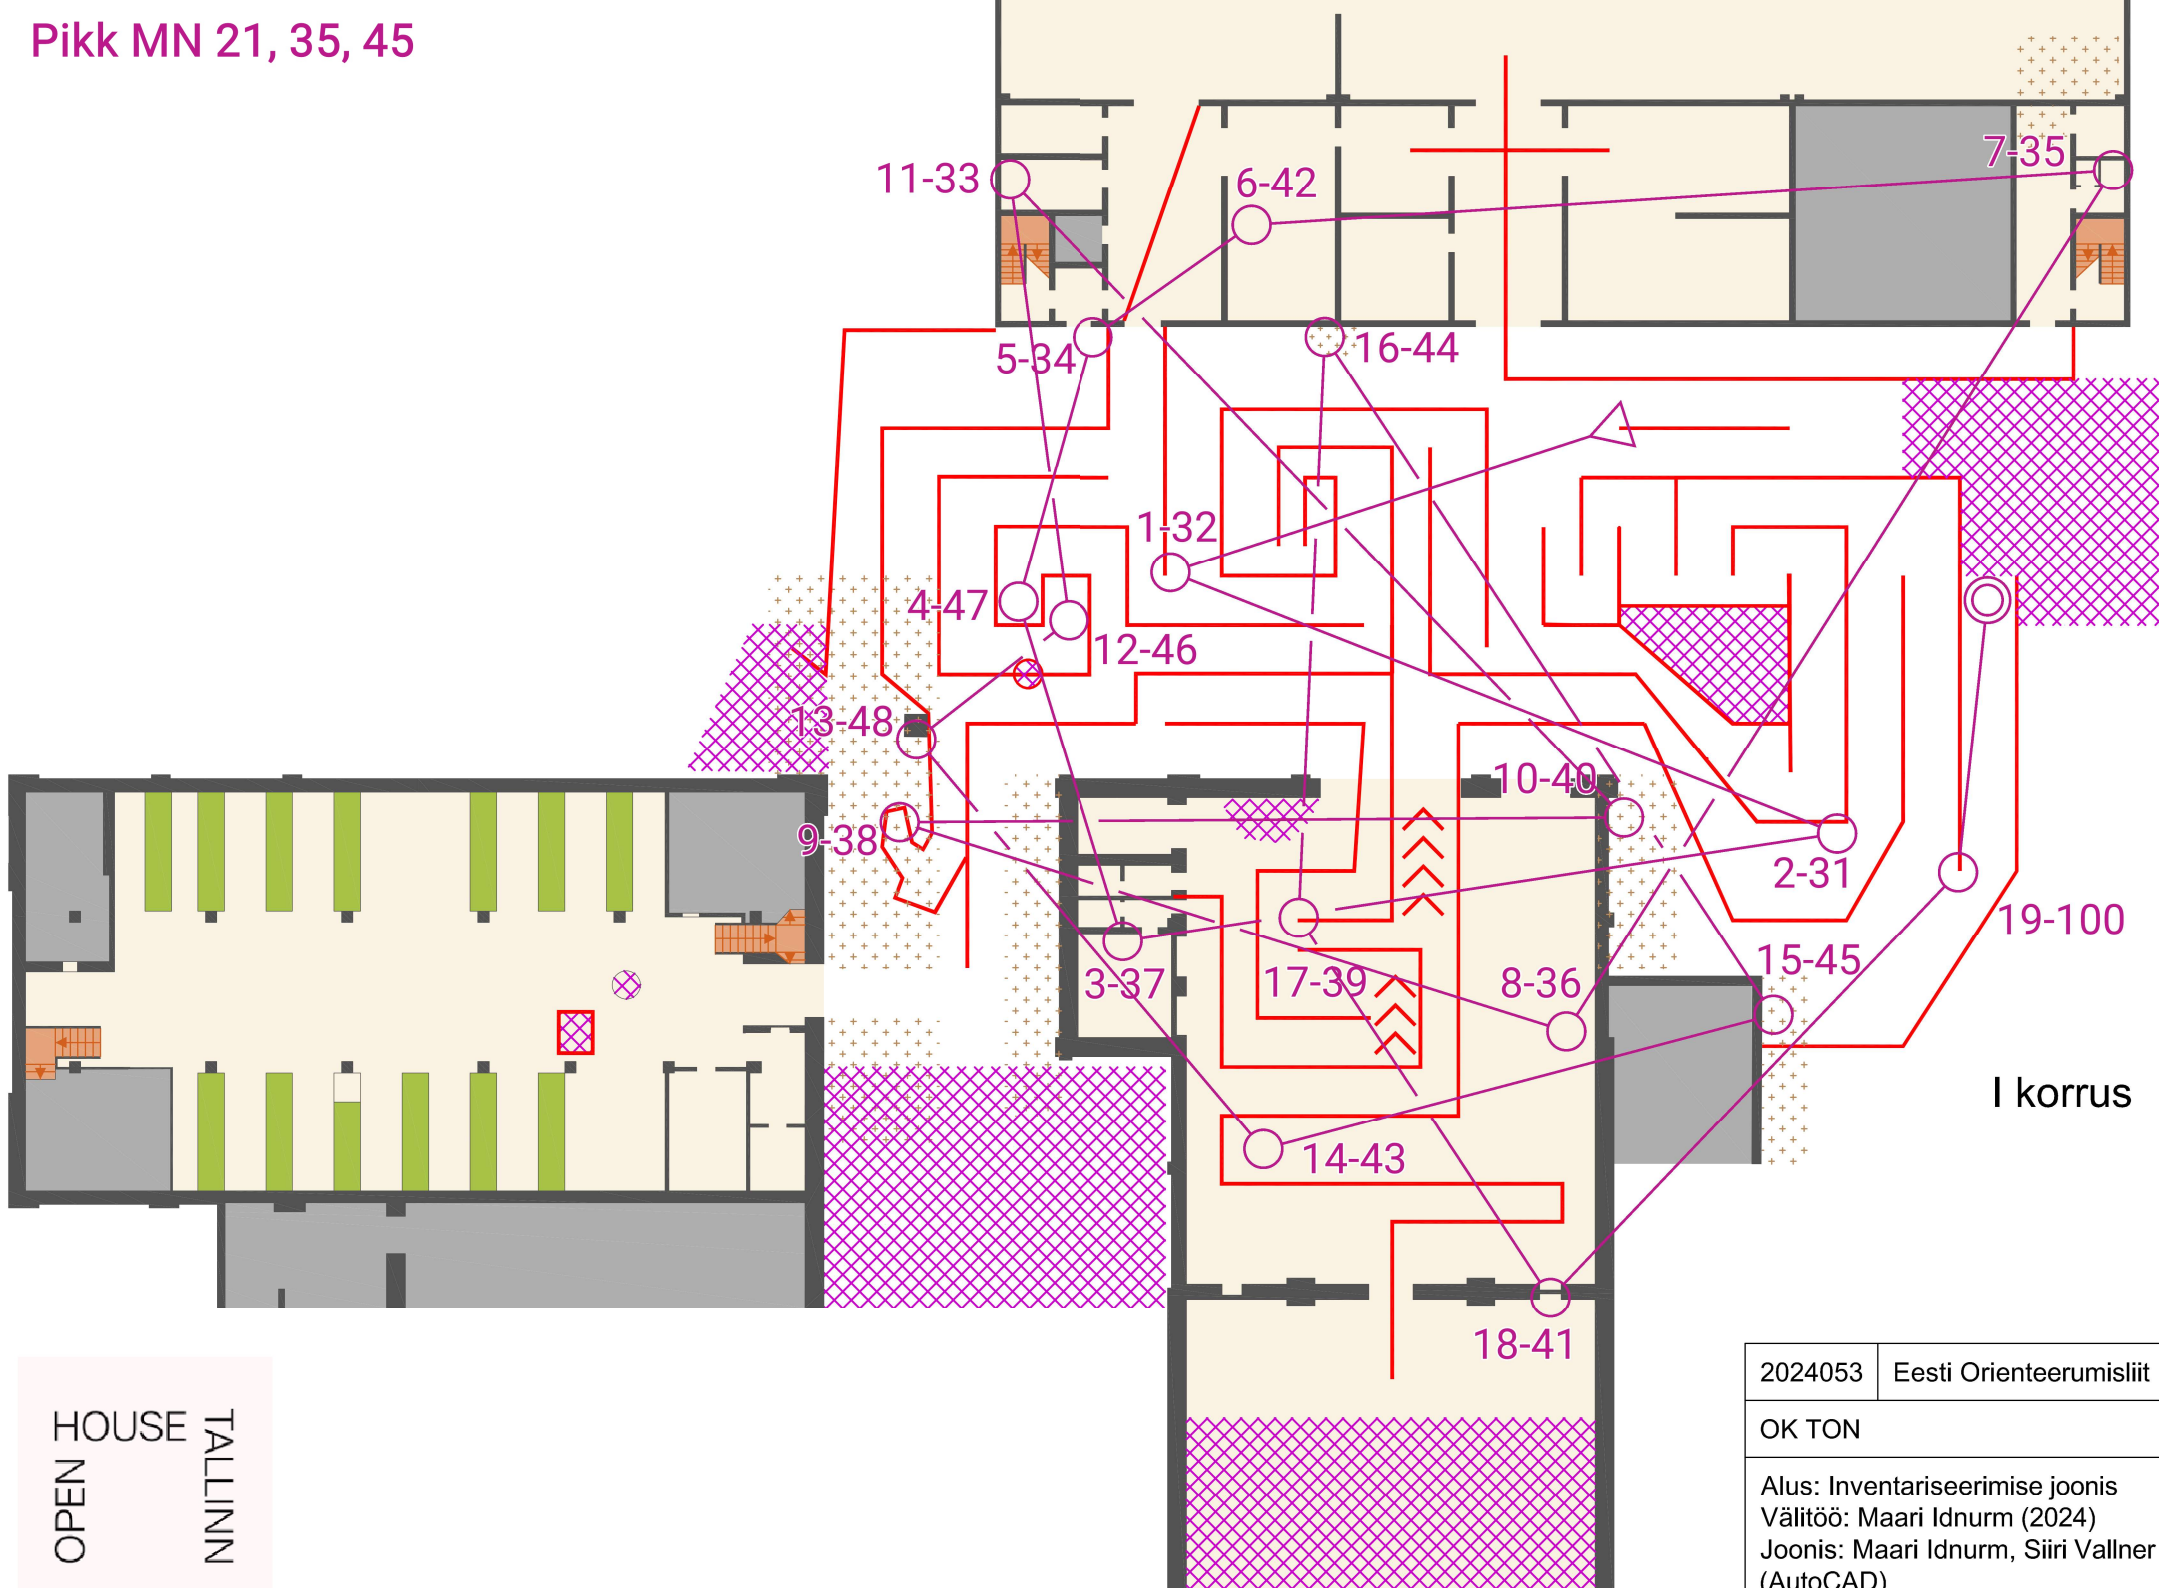 Pikk MN 21, 35, 45
7-35
11-33
6-42
5-34
16-44
1-32
4-47
12-46
13-48
10-40
9-38
2-31
19-100
15-45
3-37
17-39
8-36
I korrus
14-43
18-41
2024053 Eesti Orienteerumisliit
OK TON
Alus: Inventariseerimise joonis
Välitöö: Maari Idnurm (2024)
Joonis: Maari Idnurm, Siiri Vallner
(AutoCAD)
OPEN
HOUSE
TALLINN